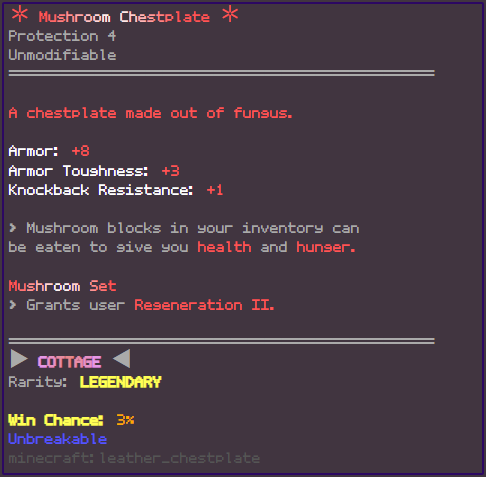 * Mushroom Chestplate *
Protection 4
Unmodifiable
A chestplate made out of fungus.
Armor: +8
Armor Toughness: +3
Knockback Resistance: +1
> Mushroom blocks in your inventory can
be eaten to give you health and hunger.
Mushroom Set
> Grants user Regeneration II.
▶ COTTAGE ◀
Rarity: LEGENDARY
Win Chance: 3%
Unbreakable
minecraft:leather_chestplate